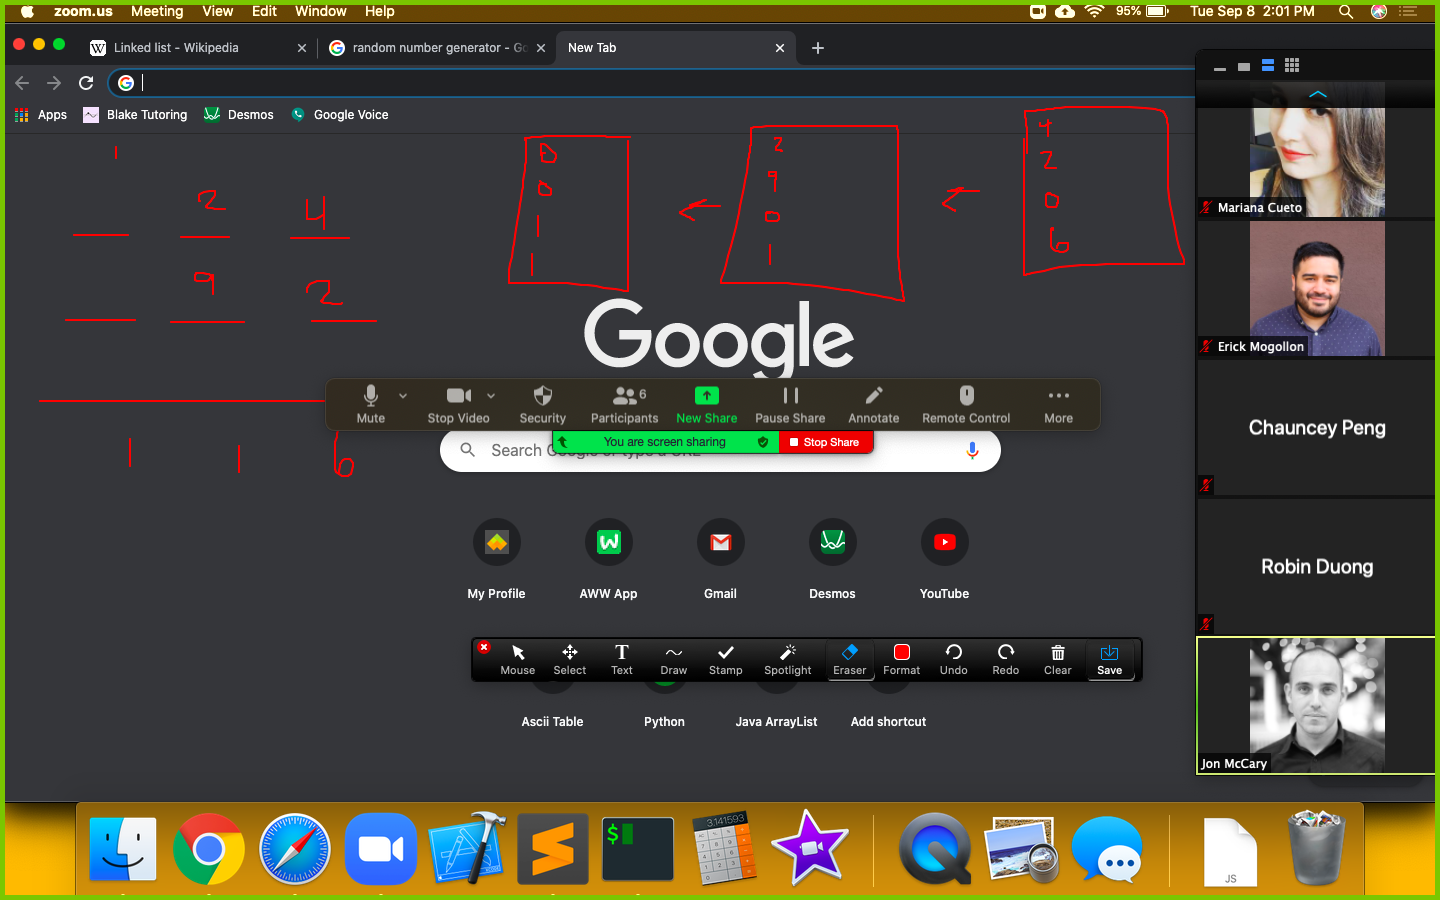 zoom.us Meeting View Edit Window Help 95% Tue Sep 8 2:01 PM
Linked list - Wikipedia random number generator - Go New Tab
Apps Blake Tutoring Desmos Google Voice
1
2 4
9 2
1 1 6
0
0
1
1
2
9
0
1
4
2
0
6
Google
Mute Stop Video Security Participants 6 New Share Pause Share Annotate Remote Control More
You are screen sharing Stop Share
Search Google or type a URL
My Profile AWW App Gmail Desmos YouTube
Mouse Select Text Draw Stamp Spotlight Eraser Format Undo Redo Clear Save
Ascii Table Python Java ArrayList Add shortcut
Mariana Cueto
Erick Mogollon
Chauncey Peng
Robin Duong
Jon McCary
$
3.141593
JS